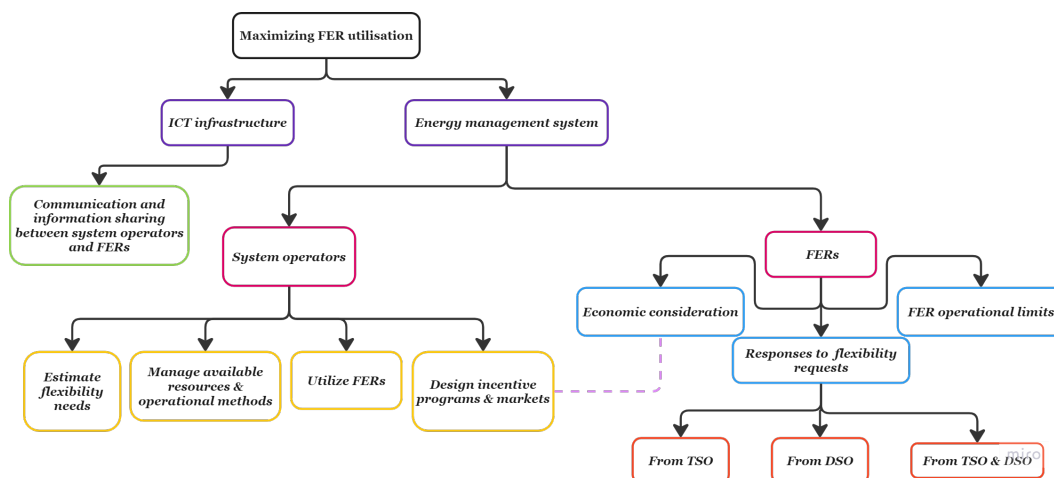 Maximizing FER utilisation
ICT infrastructure
Energy management system
Communication and
information sharing
between system operators
and FERs
System operators
FERs
Economic consideration
FER operational limits
Responses to flexibility
requests
Estimate
flexibility
needs
Manage available
resources &
operational methods
Utilize FERs
Design incentive
programs & markets
From TSO
From DSO
From TSO & DSO
miro